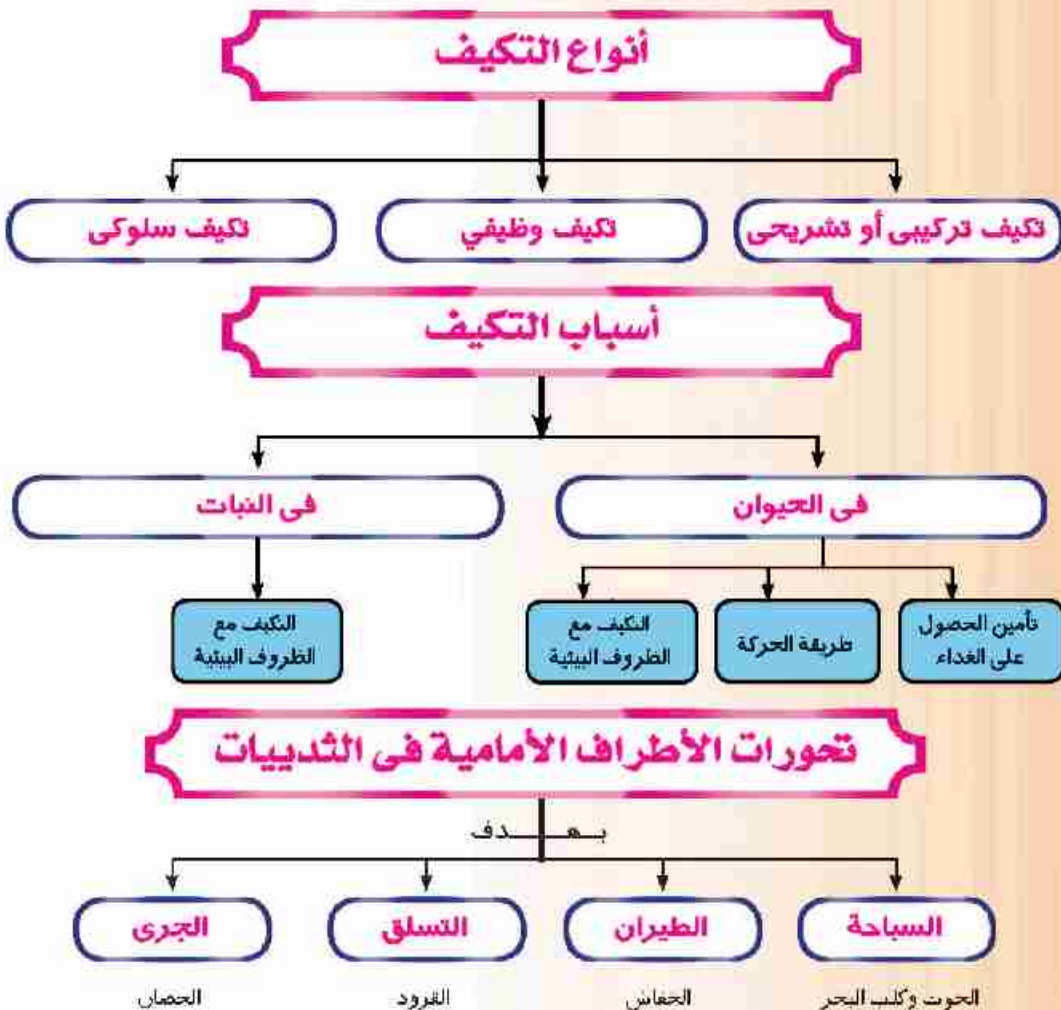 أنواع التكيف
تكيف تركيبى أو تشريحى
تكيف وظيفي
تكيف سلوكى
أسباب التكيف
فى الحيوان
فى النبات
تأمين الحصول
على الغذاء
طريقة الحركة
التكيف مع
الظروف البيئية
التكيف مع
الظروف البيئية
تحورات الأطراف الأمامية فى الثدييات
بهـــدف
السباحة
الطيران
التسلق
الجرى
الحوت وكلب البحر
الخفاش
القرود
الحصان